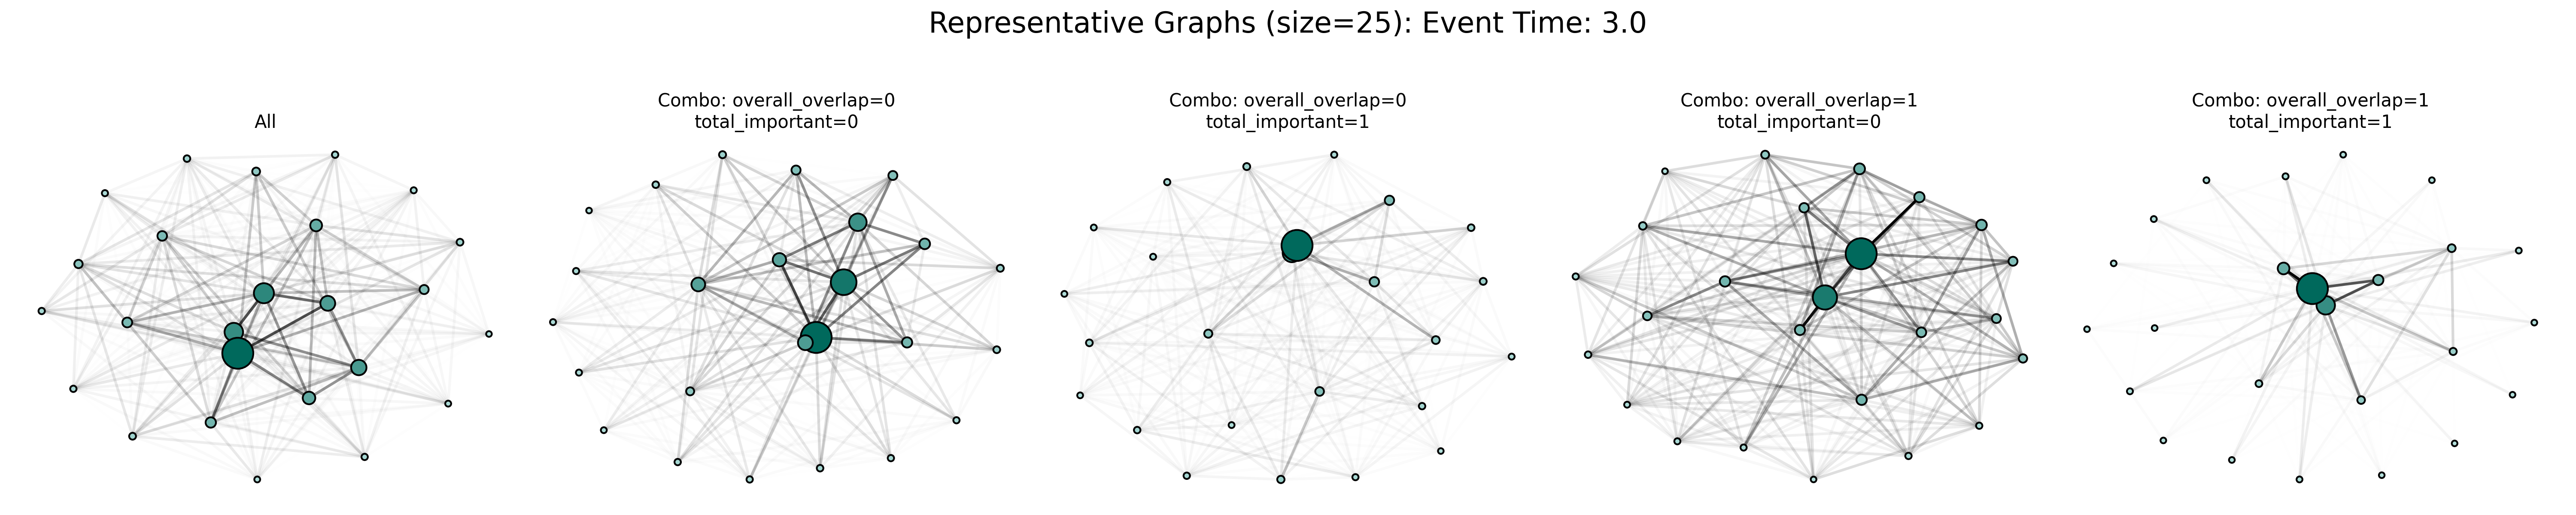 Representative Graphs (size=25): Event Time: 3.0
All
Combo: overall_overlap=0
total_important=0
Combo: overall_overlap=0
total_important=1
Combo: overall_overlap=1
total_important=0
Combo: overall_overlap=1
total_important=1